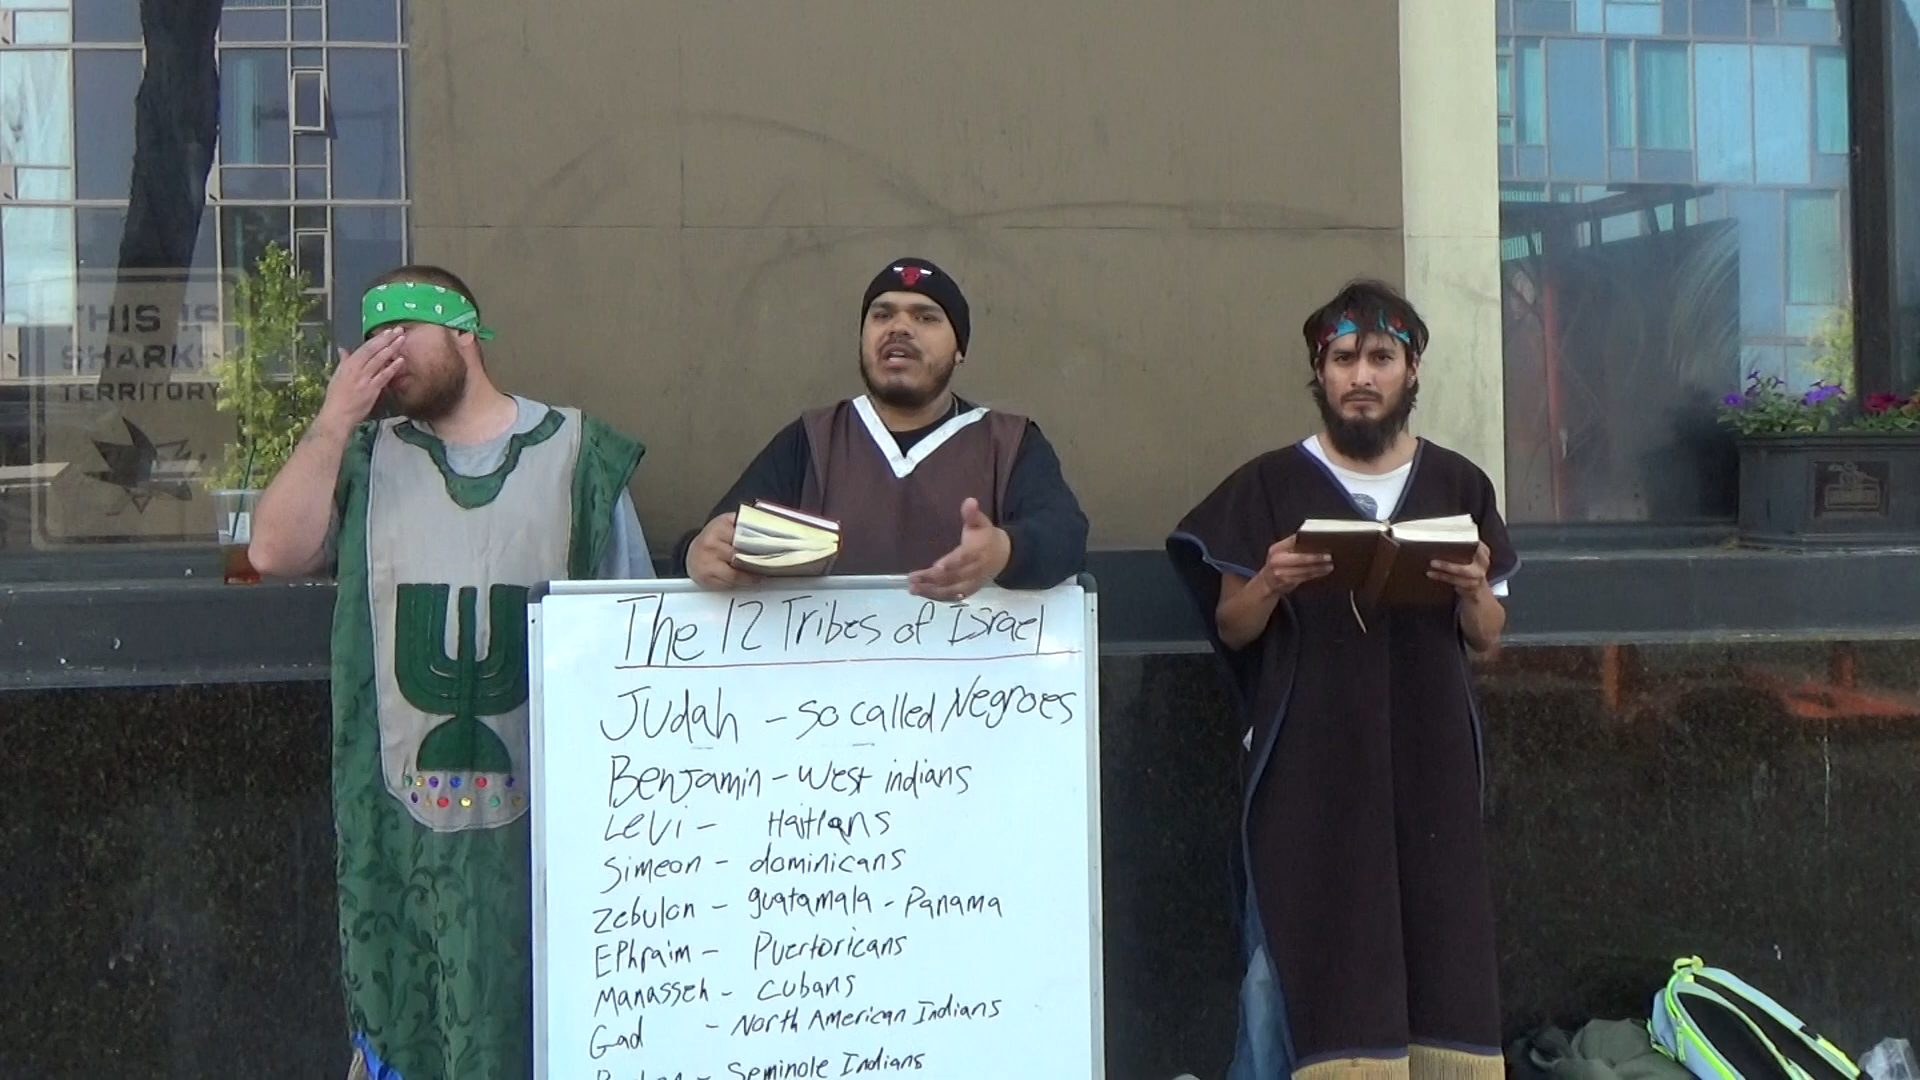 THIS IS
SHARKS
TERRITORY
The 12 Tribes of Israel
Judah - so called Negroes
Benjamin - West indians
Levi - Haitians
Simeon - dominicans
Zebulon - guatamala - Panama
Ephraim - Puertoricans
Manasseh - Cubans
Gad - North American Indians
- Seminole Indians